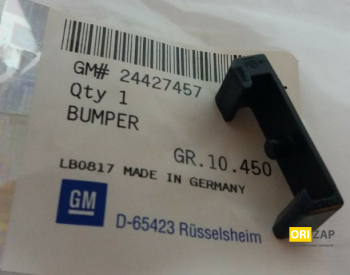 GM# 24427457
Qty 1
BUMPER
GR.10.450
LB0817 MADE IN GERMANY
GM
D-65423 Rüsselsheim
ORIZAP